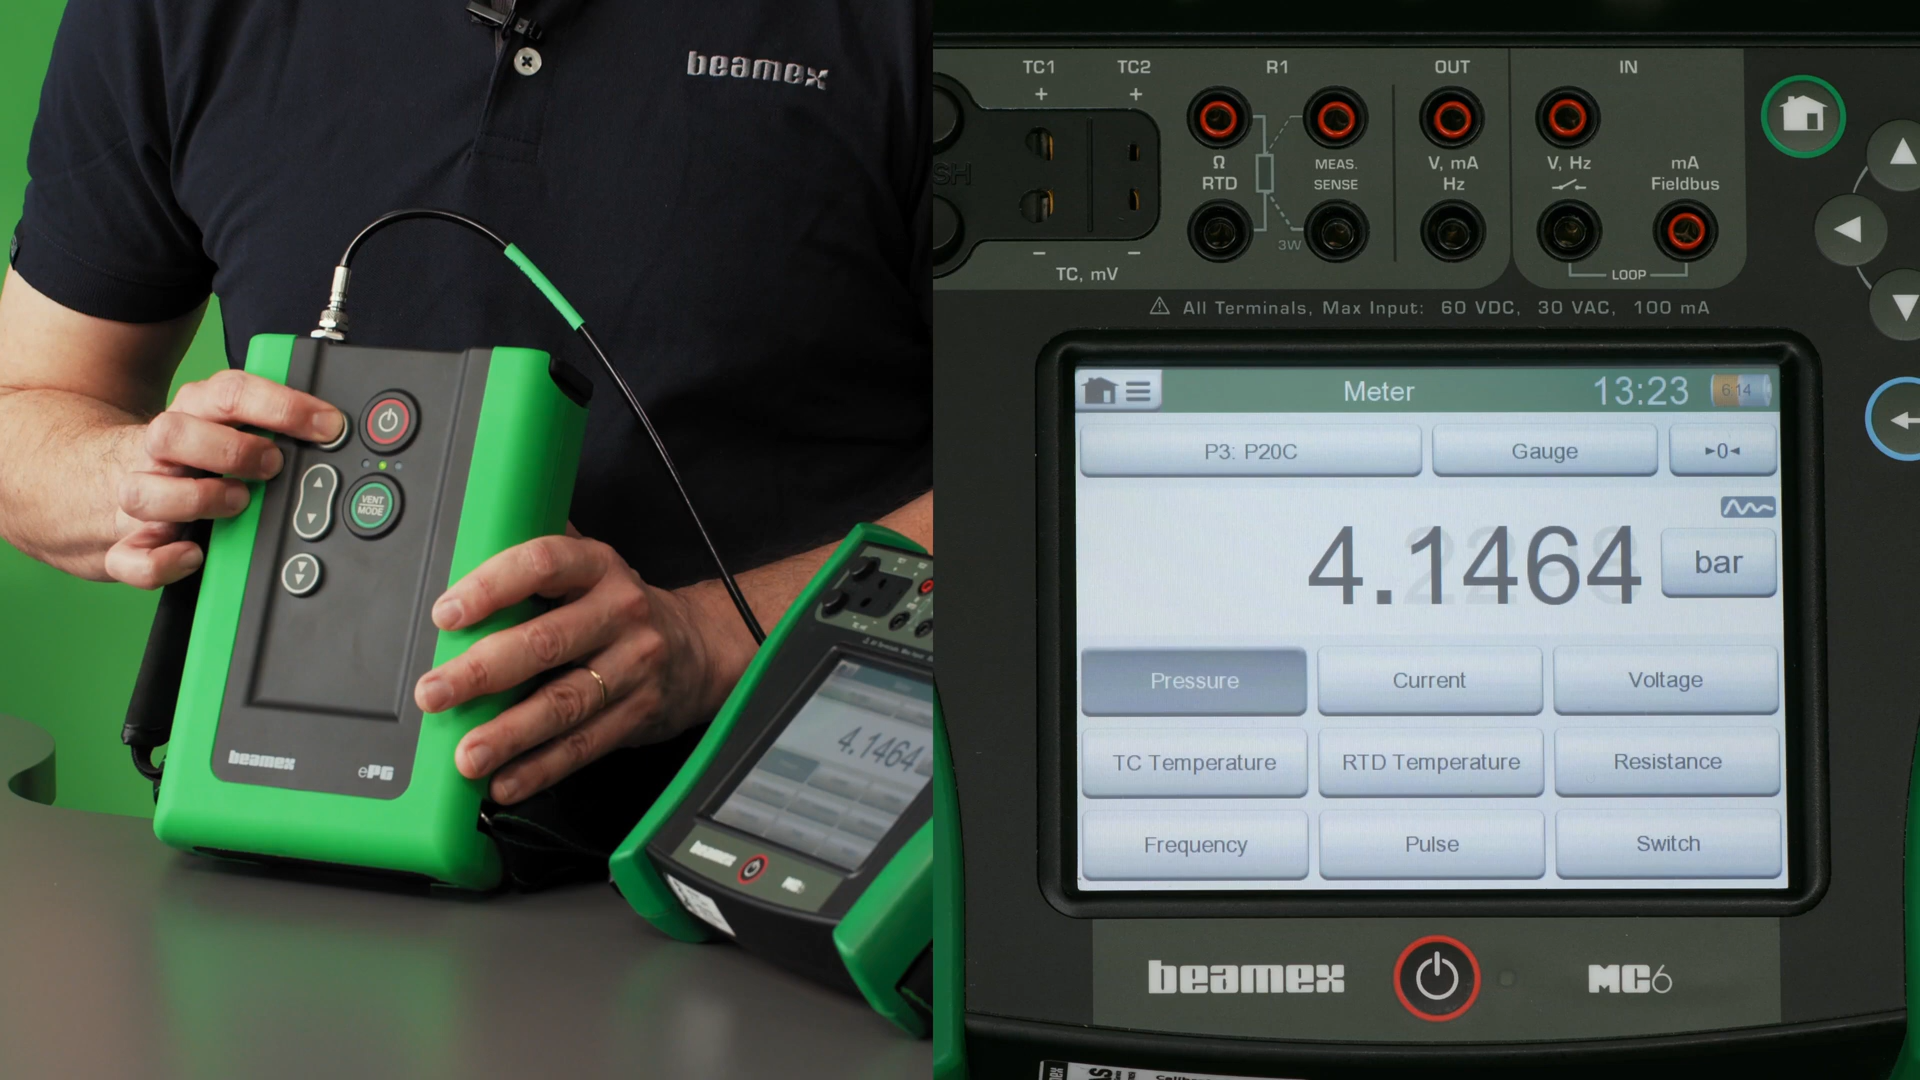 beamex
VENT
MODE
beamex
ePG
4.1464
beamex
TC1 TC2 R1 OUT IN
+ +
Ω
RTD
MEAS.
SENSE
V, mA
Hz
V, Hz
mA
Fieldbus
3W
- -
TC, mV
LOOP
All Terminals, Max Input: 60 VDC, 30 VAC, 100 mA
Meter 13:23 6:14
P3: P20C Gauge ►0◄
4.1464 bar
Pressure Current Voltage
TC Temperature RTD Temperature Resistance
Frequency Pulse Switch
beamex MC6